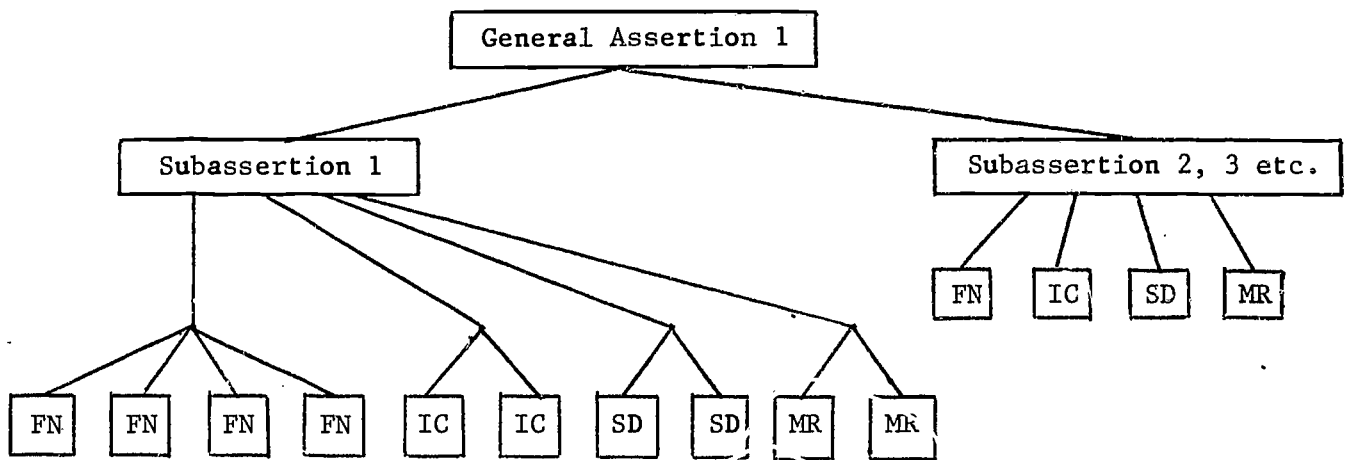 General Assertion 1
Subassertion 1
Subassertion 2, 3 etc.
FN IC SD MR
FN FN FN FN IC IC SD SD MR MR